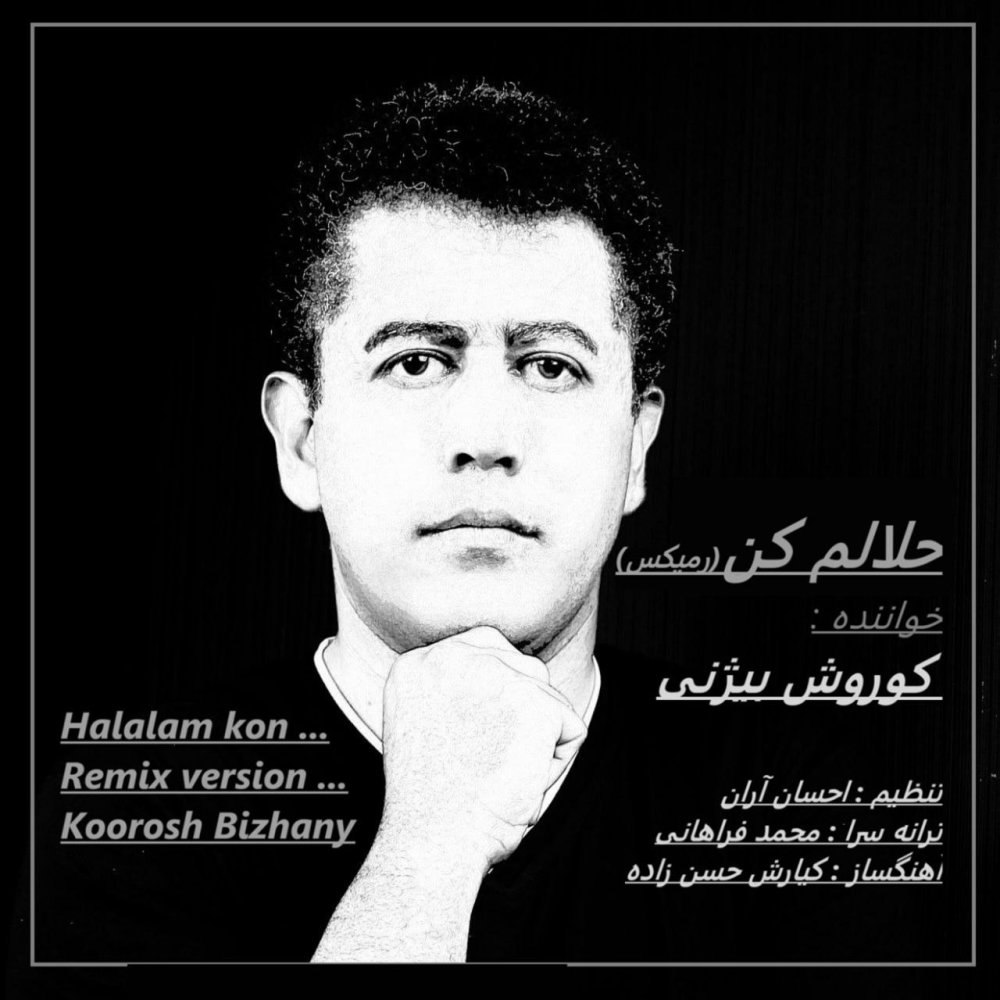 حلالم کن (رمیکس)
خواننده :
کوروش بیژنی
Halalam kon ...
Remix version ...
Koorosh Bizhany
تنظیم : احسان آران
ترانه سرا : محمد فراهانی
آهنگساز : کیارش حسن زاده